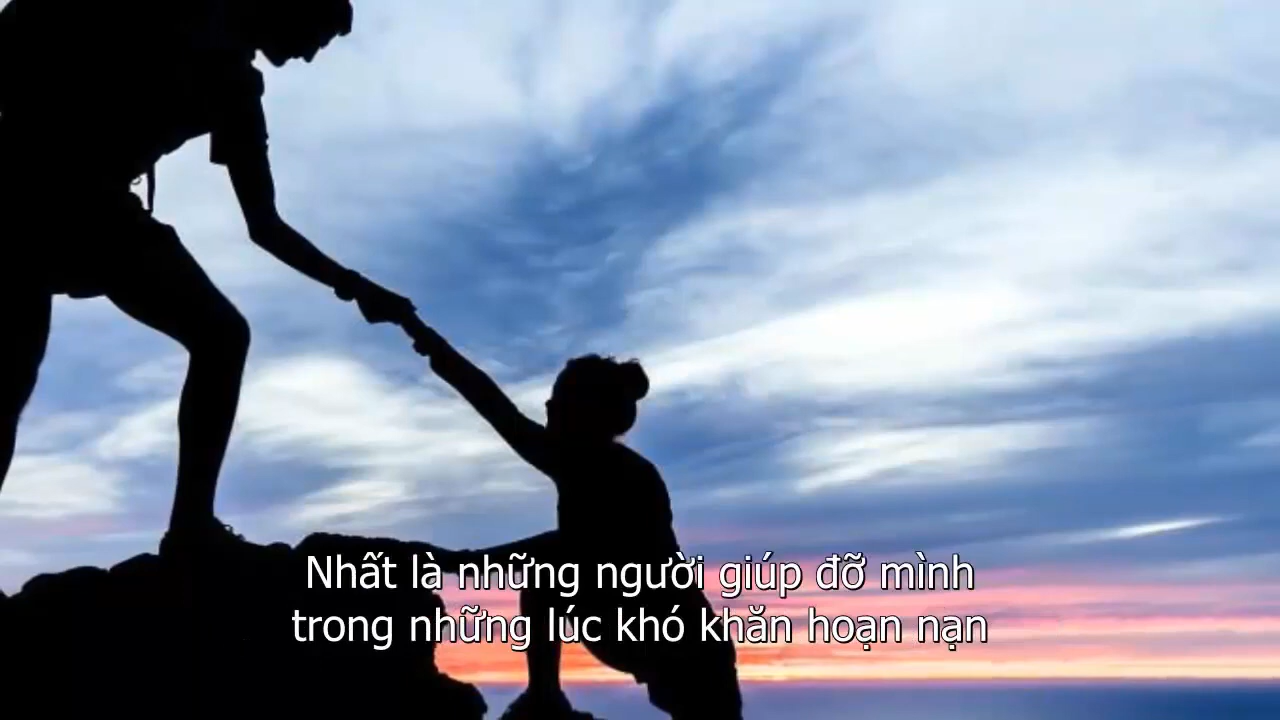 Nhất là những người giúp đỡ mình
trong những lúc khó khăn hoạn nạn